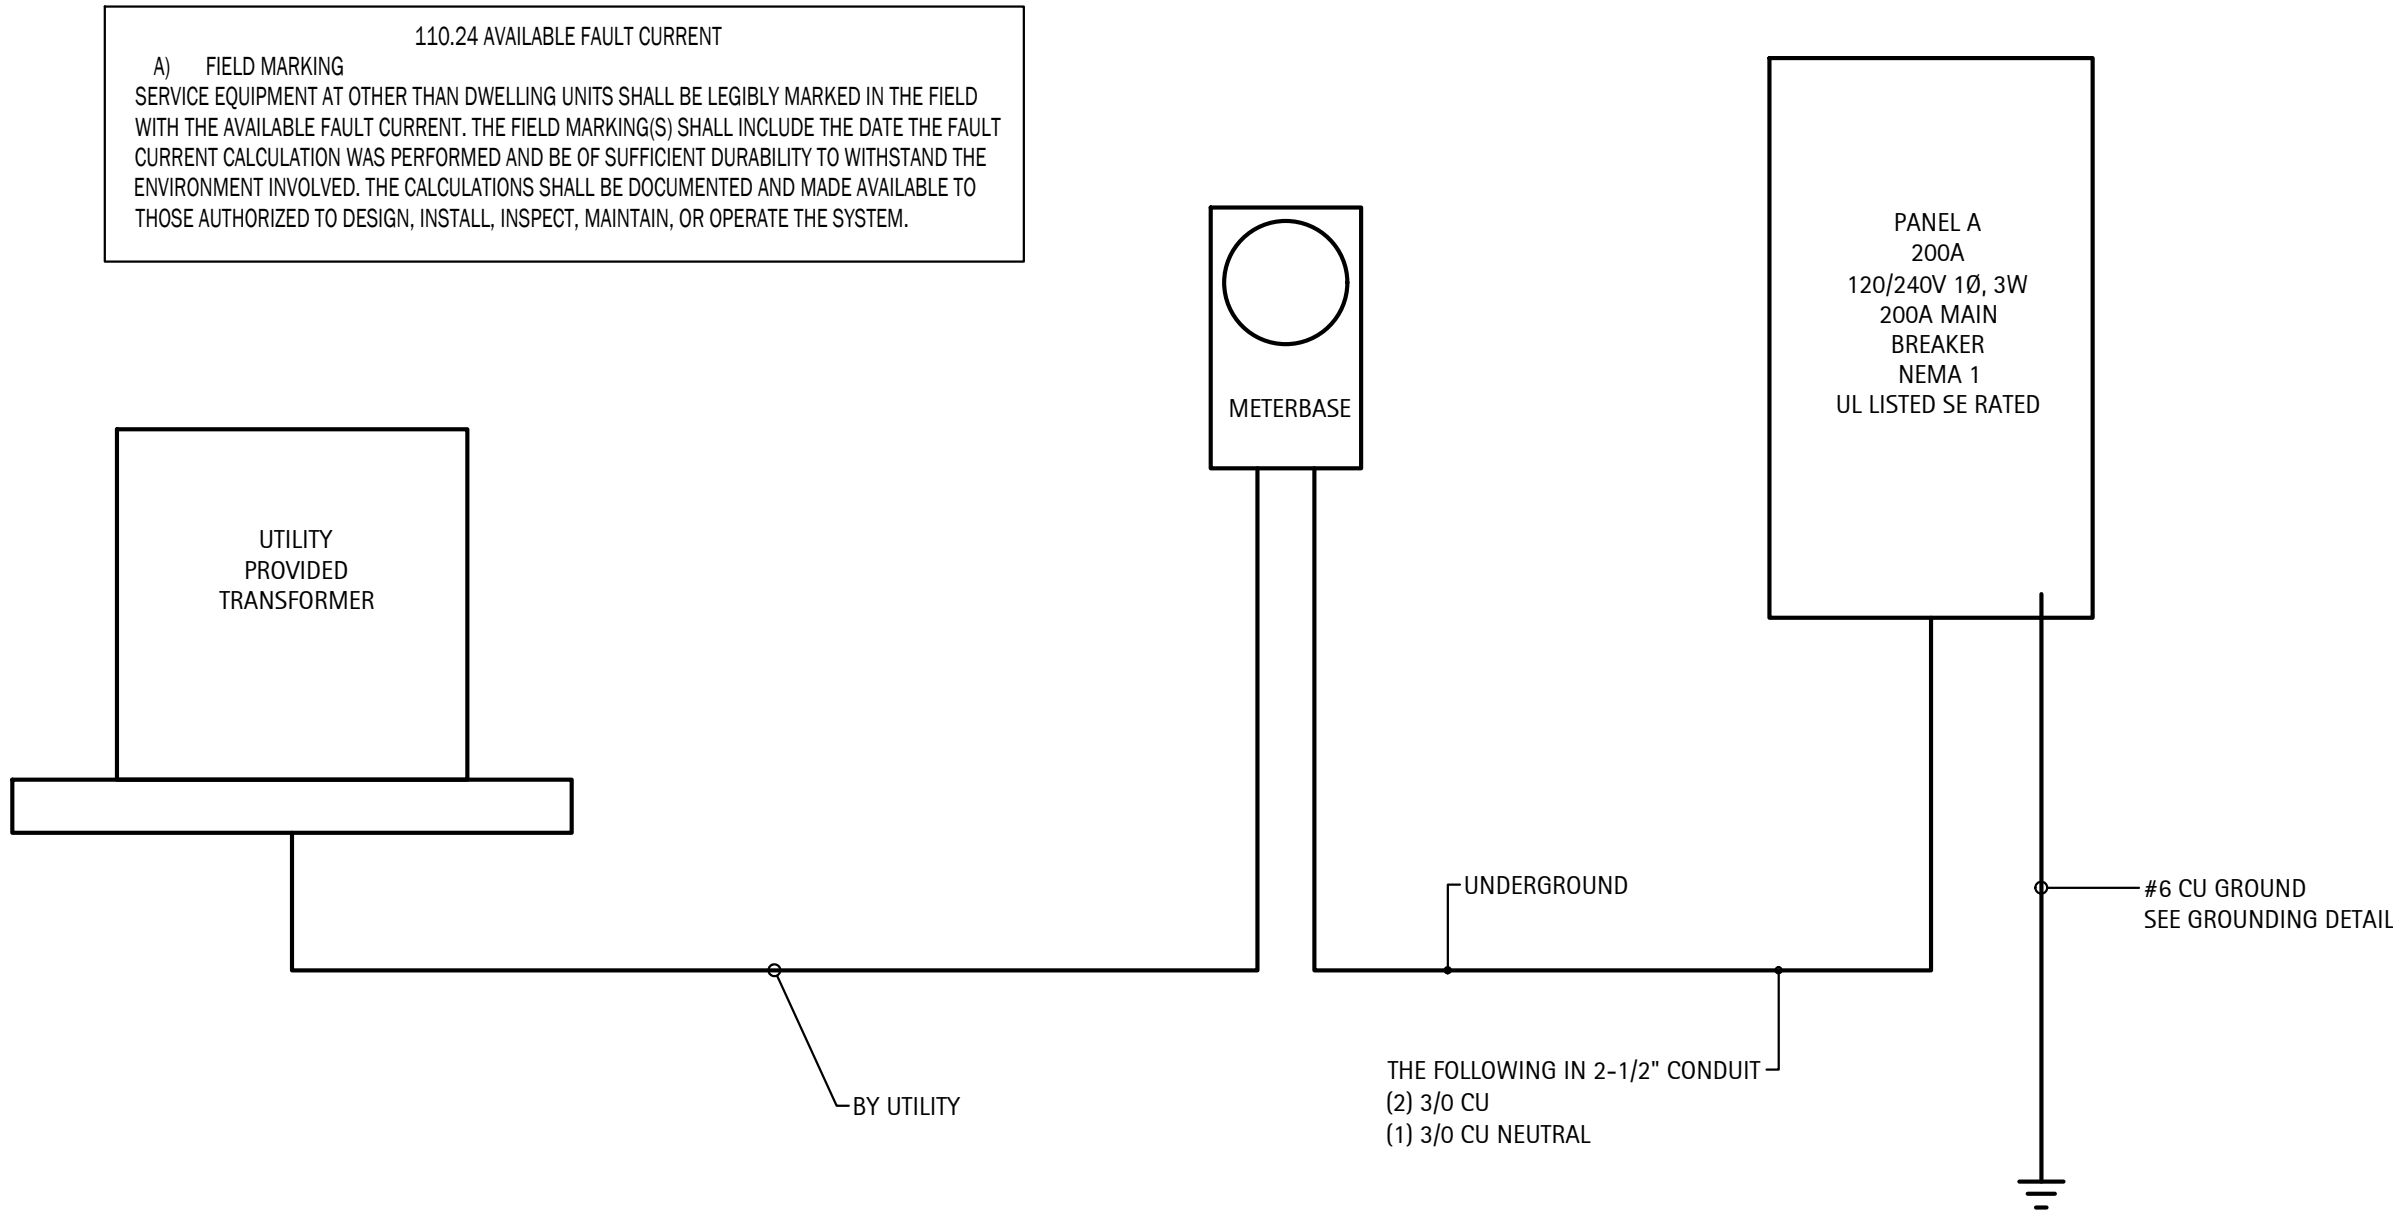 110.24 AVAILABLE FAULT CURRENT
A) FIELD MARKING
SERVICE EQUIPMENT AT OTHER THAN DWELLING UNITS SHALL BE LEGIBLY MARKED IN THE FIELD
WITH THE AVAILABLE FAULT CURRENT. THE FIELD MARKING(S) SHALL INCLUDE THE DATE THE FAULT
CURRENT CALCULATION WAS PERFORMED AND BE OF SUFFICIENT DURABILITY TO WITHSTAND THE
ENVIRONMENT INVOLVED. THE CALCULATIONS SHALL BE DOCUMENTED AND MADE AVAILABLE TO
THOSE AUTHORIZED TO DESIGN, INSTALL, INSPECT, MAINTAIN, OR OPERATE THE SYSTEM.
PANEL A
200A
120/240V 1Ø, 3W
200A MAIN
BREAKER
NEMA 1
UL LISTED SE RATED
METERBASE
UTILITY
PROVIDED
TRANSFORMER
UNDERGROUND
#6 CU GROUND
SEE GROUNDING DETAIL
THE FOLLOWING IN 2-1/2" CONDUIT
(2) 3/0 CU
(1) 3/0 CU NEUTRAL
BY UTILITY